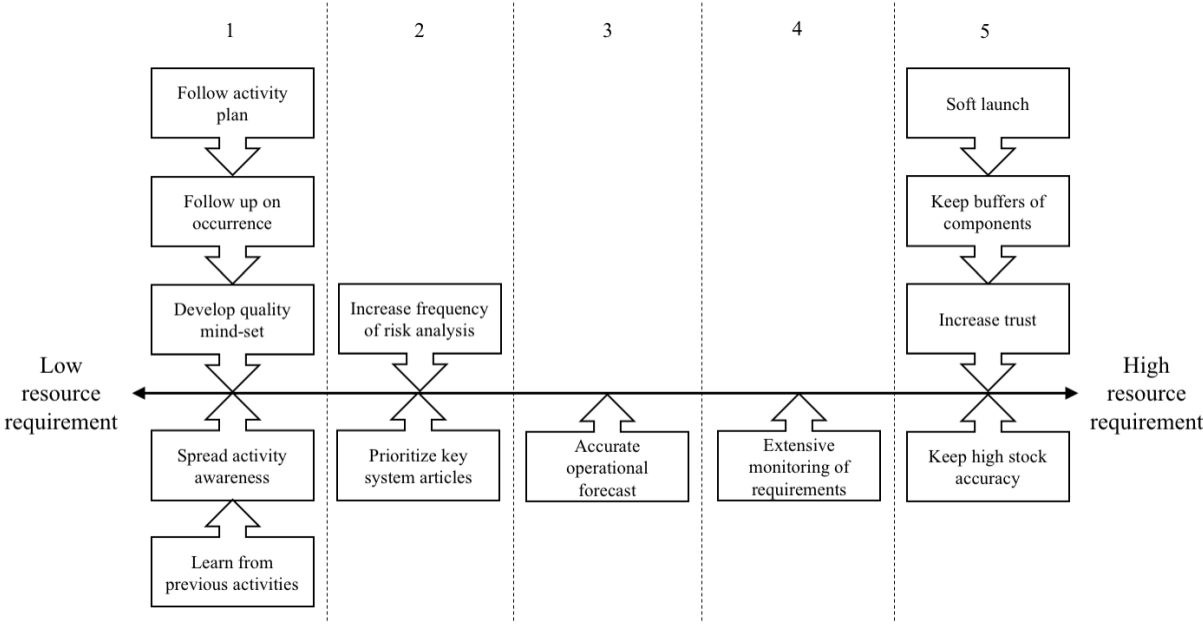 1
2
3
4
5
Follow activity
plan
Soft launch
Follow up on
occurrence
Keep buffers of
components
Develop quality
mind-set
Increase frequency
of risk analysis
Increase trust
Low
resource
requirement
High
resource
requirement
Spread activity
awareness
Prioritize key
system articles
Accurate
operational
forecast
Extensive
monitoring of
requirements
Keep high stock
accuracy
Learn from
previous activities